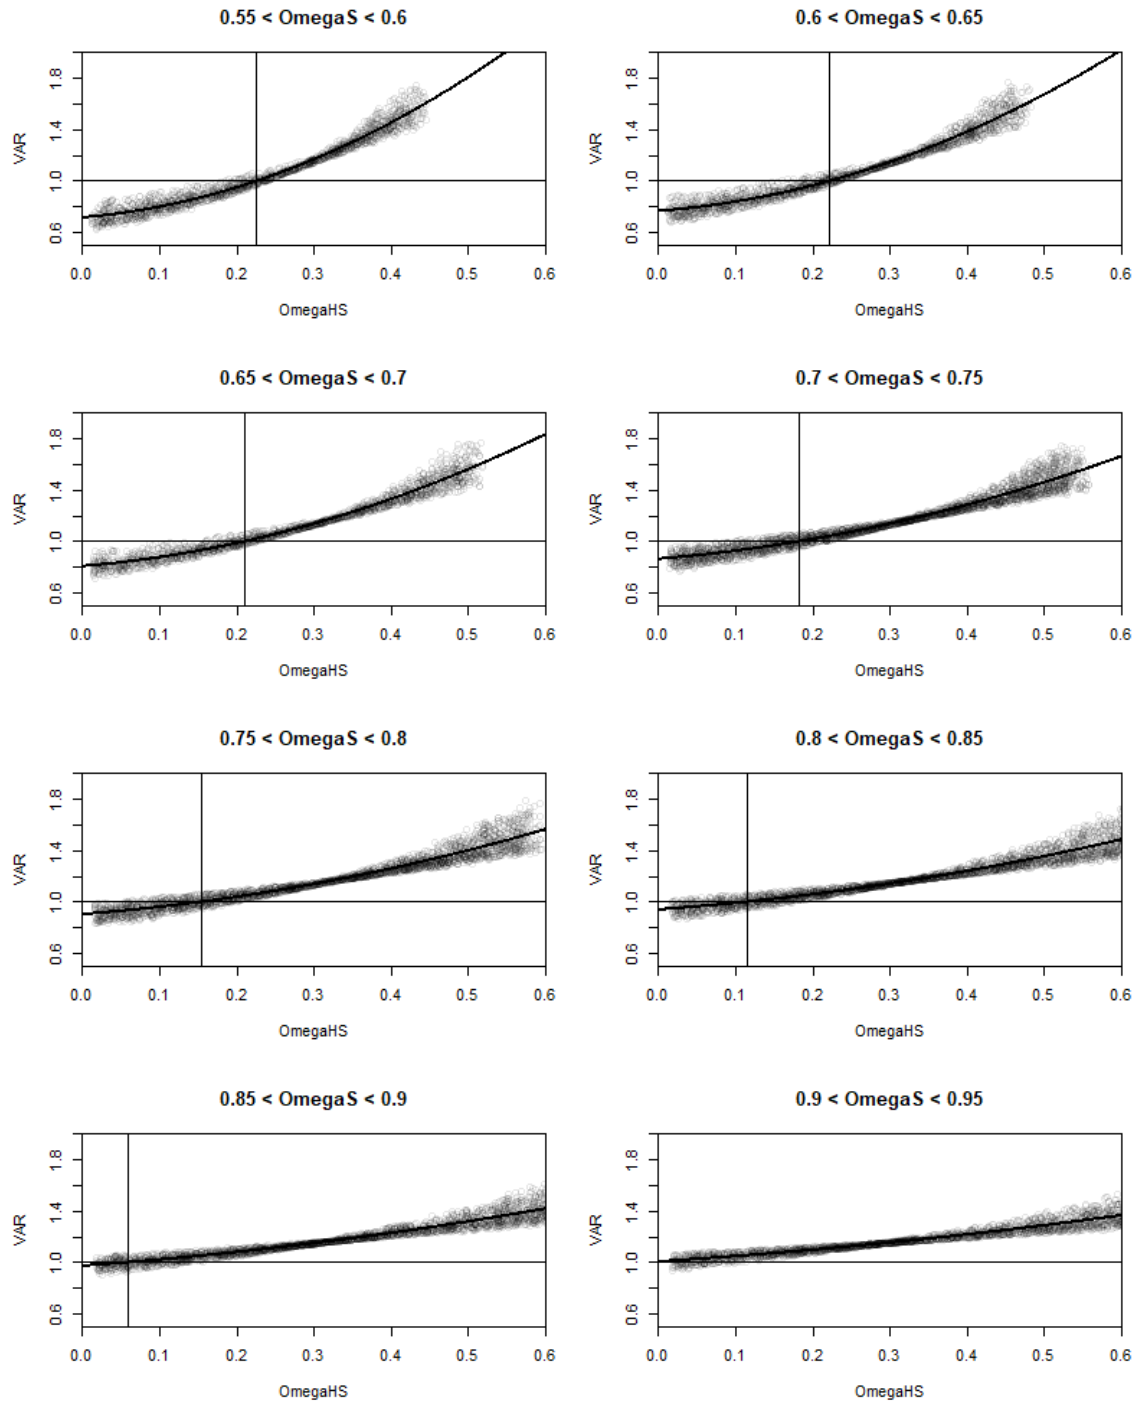 0.55 < OmegaS < 0.6
VAR
0.6 1.0 1.4 1.8
0.0 0.1 0.2 0.3 0.4 0.5 0.6
OmegaHS
0.6 < OmegaS < 0.65
VAR
0.6 1.0 1.4 1.8
0.0 0.1 0.2 0.3 0.4 0.5 0.6
OmegaHS
0.65 < OmegaS < 0.7
VAR
0.6 1.0 1.4 1.8
0.0 0.1 0.2 0.3 0.4 0.5 0.6
OmegaHS
0.7 < OmegaS < 0.75
VAR
0.6 1.0 1.4 1.8
0.0 0.1 0.2 0.3 0.4 0.5 0.6
OmegaHS
0.75 < OmegaS < 0.8
VAR
0.6 1.0 1.4 1.8
0.0 0.1 0.2 0.3 0.4 0.5 0.6
OmegaHS
0.8 < OmegaS < 0.85
VAR
0.6 1.0 1.4 1.8
0.0 0.1 0.2 0.3 0.4 0.5 0.6
OmegaHS
0.85 < OmegaS < 0.9
VAR
0.6 1.0 1.4 1.8
0.0 0.1 0.2 0.3 0.4 0.5 0.6
OmegaHS
0.9 < OmegaS < 0.95
VAR
0.6 1.0 1.4 1.8
0.0 0.1 0.2 0.3 0.4 0.5 0.6
OmegaHS